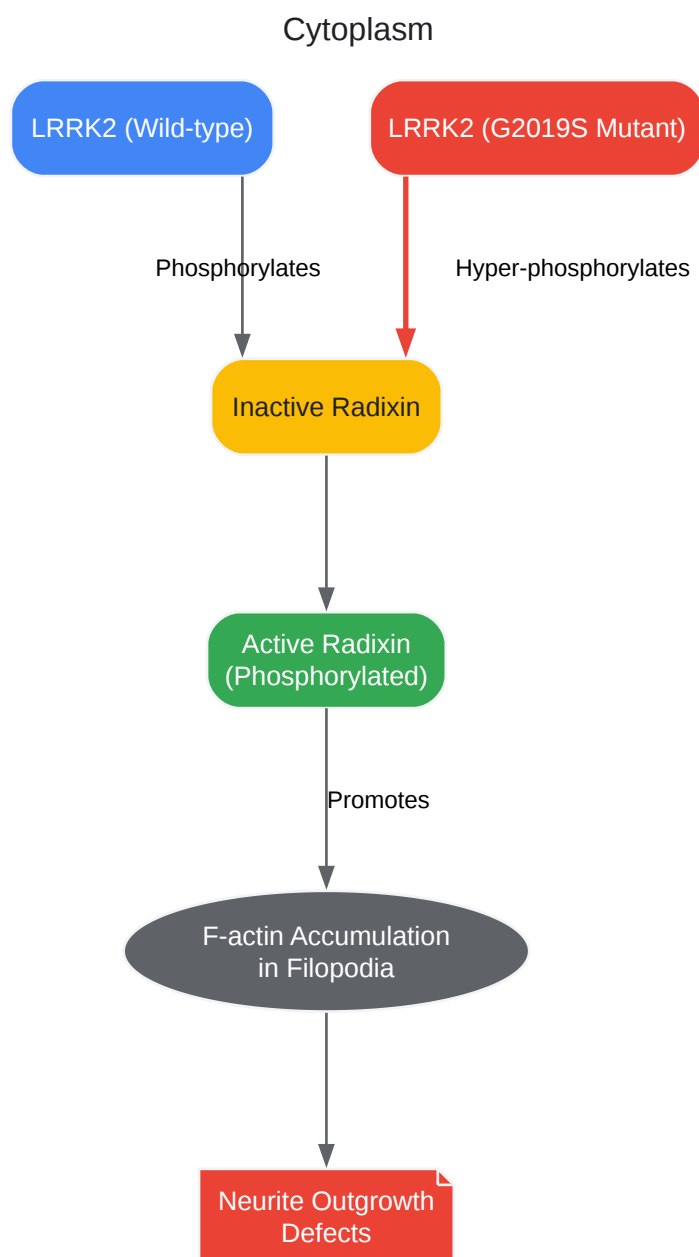 Cytoplasm
LRRK2 (Wild-type)
LRRK2 (G2019S Mutant)
Phosphorylates
Hyper-phosphorylates
Inactive Radixin
Active Radixin
(Phosphorylated)
Promotes
F-actin Accumulation
in Filopodia
Neurite Outgrowth
Defects